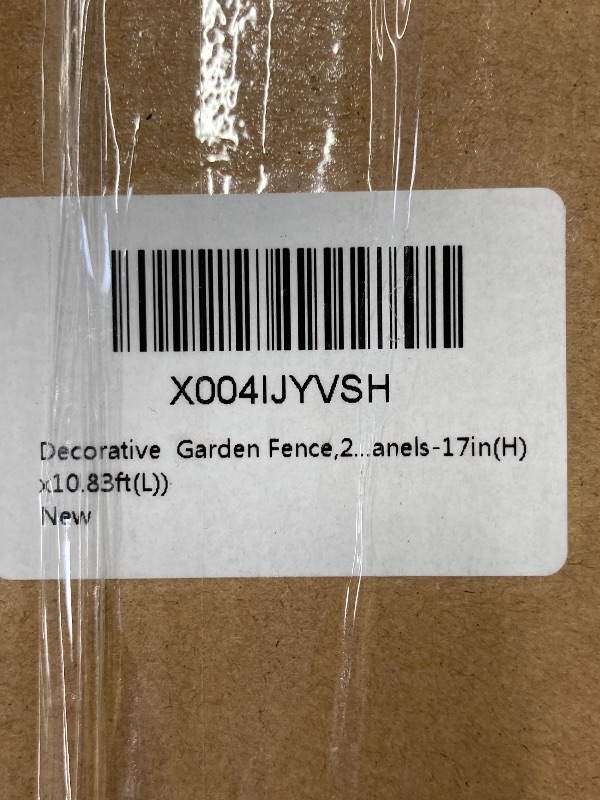 X004IJYVSH
Decorative  Garden Fence,2...anels-17in(H)
x10.83ft(L))
New